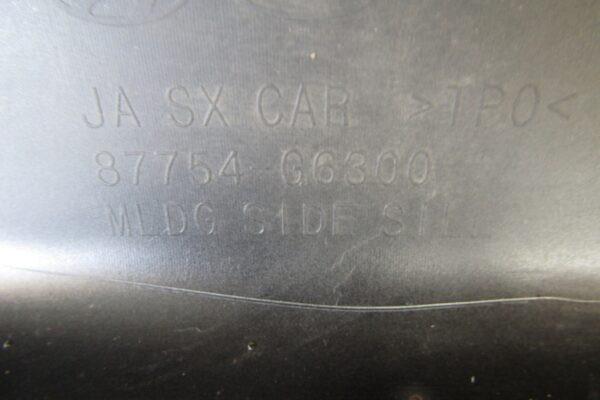 JA SX CAR >TPO<
87754-G6300
MLDG SIDE SILL